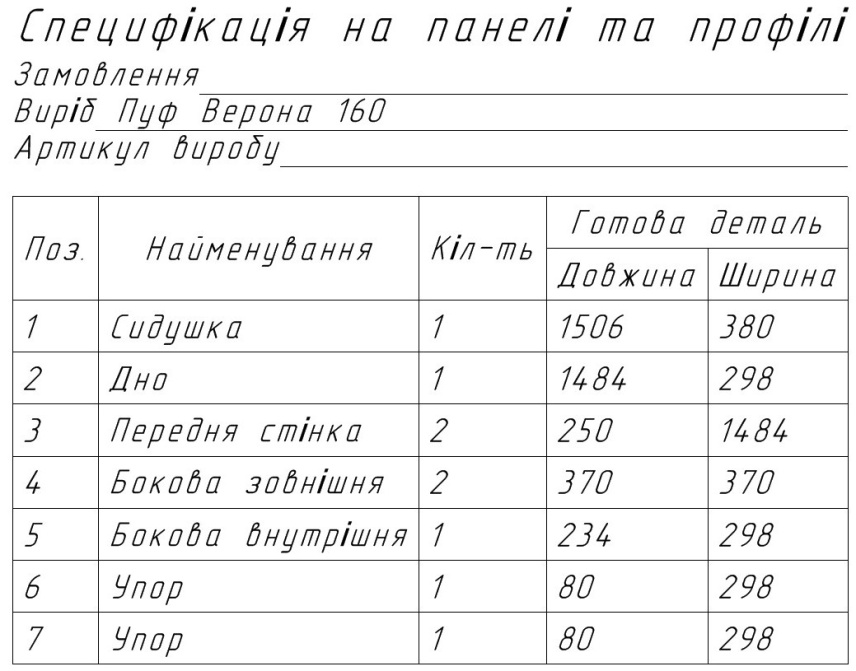 Специфікація на панелі та профілі
Замовлення
Виріб Пуф Верона 160
Артикул виробу
Поз. Найменування Кіл-ть Готова деталь
Довжина Ширина
1 Сидушка 1 1506 380
2 Дно 1 1484 298
3 Передня стінка 2 250 1484
4 Бокова зовнішня 2 370 370
5 Бокова внутрішня 1 234 298
6 Упор 1 80 298
7 Упор 1 80 298